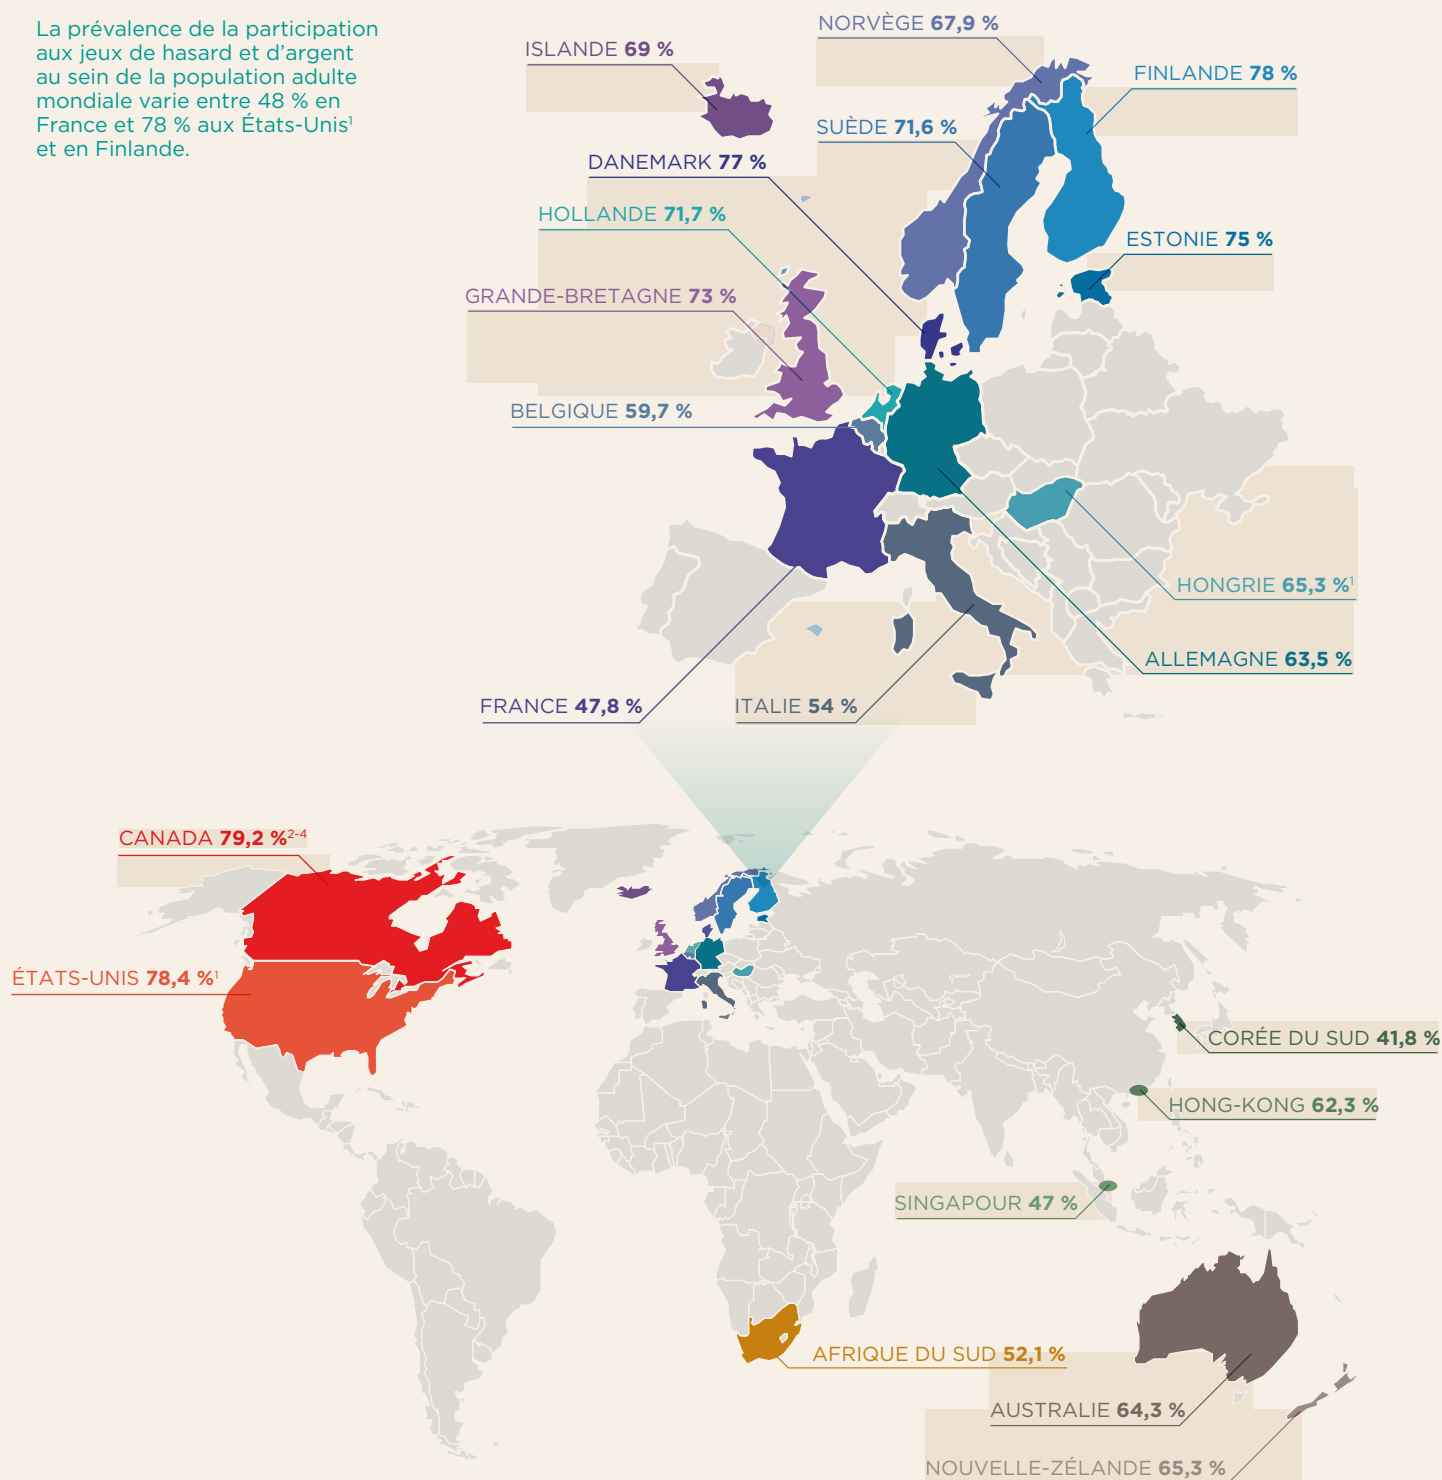 La prévalence de la participation
aux jeux de hasard et d’argent
au sein de la population adulte
mondiale varie entre 48 % en
France et 78 % aux États-Unis¹
et en Finlande.
NORVÈGE 67,9 %
ISLANDE 69 %
FINLANDE 78 %
SUÈDE 71,6 %
DANEMARK 77 %
HOLLANDE 71,7 %
ESTONIE 75 %
GRANDE-BRETAGNE 73 %
BELGIQUE 59,7 %
HONGRIE 65,3 %¹
ALLEMAGNE 63,5 %
FRANCE 47,8 %
ITALIE 54 %
CANADA 79,2 %²⁻⁴
ÉTATS-UNIS 78,4 %¹
CORÉE DU SUD 41,8 %
HONG-KONG 62,3 %
SINGAPOUR 47 %
AFRIQUE DU SUD 52,1 %
AUSTRALIE 64,3 %
NOUVELLE-ZÉLANDE 65,3 %